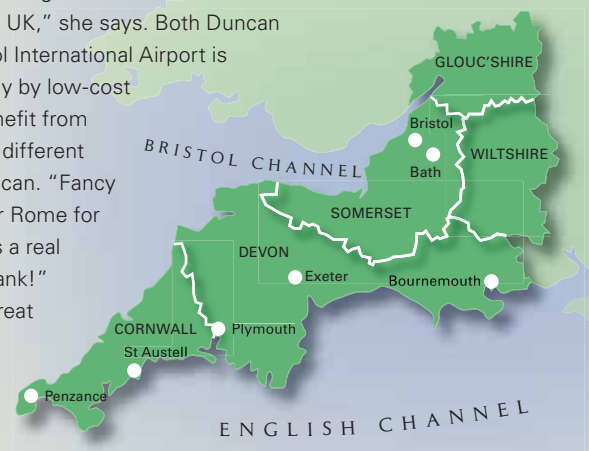 UK,” she says. Both Duncan
ol International Airport is
y by low-cost
nefit from
different
can. “Fancy
r Rome for
s a real
ank!”
reat
GLOUC'SHIRE
Bristol
WILTSHIRE
Bath
BRISTOL CHANNEL
SOMERSET
DEVON
Exeter
Bournemouth
CORNWALL
Plymouth
St Austell
Penzance
ENGLISH CHANNEL